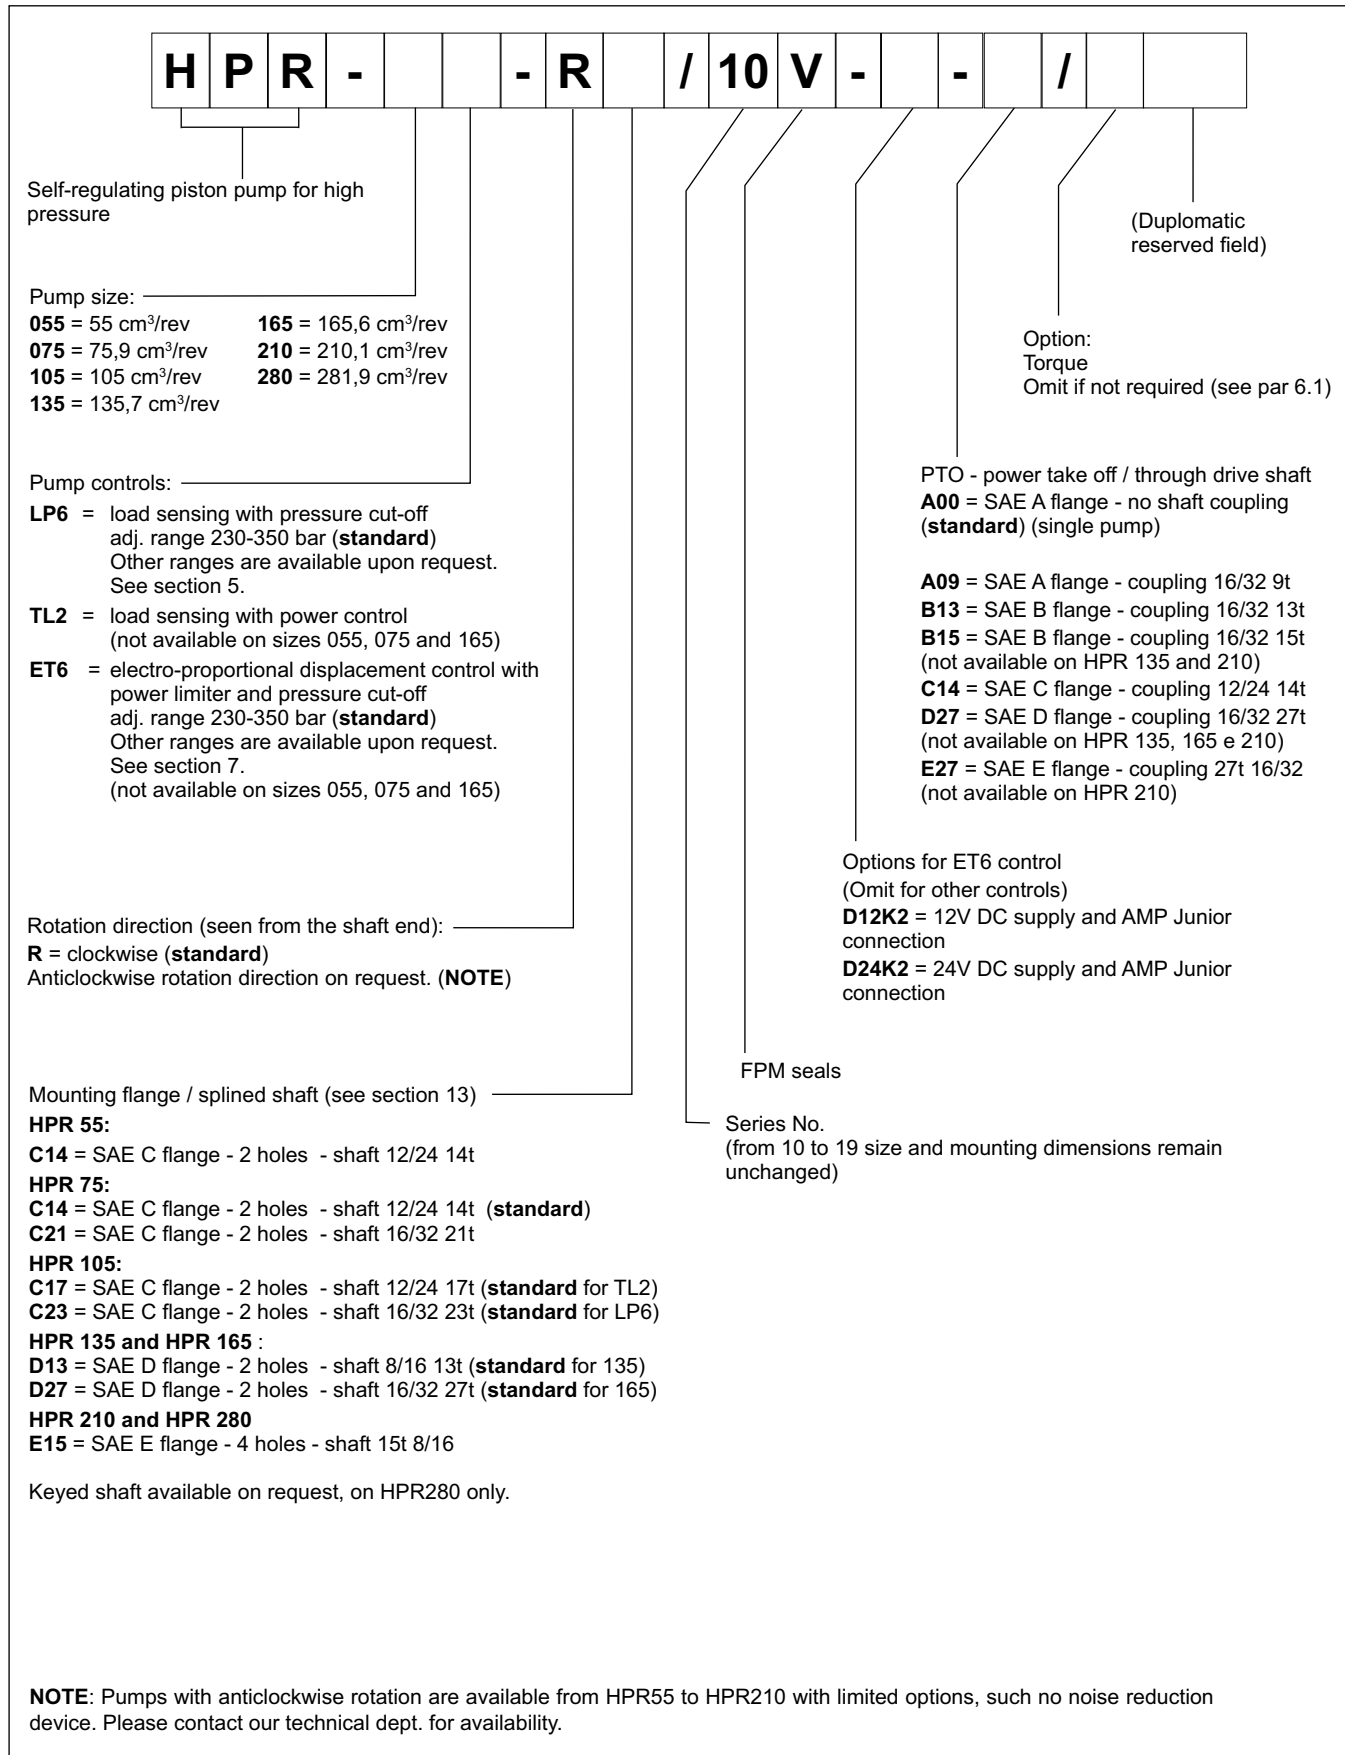 H P R - - R / 10 V - - /
Self-regulating piston pump for high
pressure
(Duplomatic
reserved field)
Pump size:
055 = 55 cm³/rev
075 = 75,9 cm³/rev
105 = 105 cm³/rev
135 = 135,7 cm³/rev
165 = 165,6 cm³/rev
210 = 210,1 cm³/rev
280 = 281,9 cm³/rev
Option:
Torque
Omit if not required (see par 6.1)
Pump controls:
LP6 = load sensing with pressure cut-off
adj. range 230-350 bar (standard)
Other ranges are available upon request.
See section 5.
TL2 = load sensing with power control
(not available on sizes 055, 075 and 165)
ET6 = electro-proportional displacement control with
power limiter and pressure cut-off
adj. range 230-350 bar (standard)
Other ranges are available upon request.
See section 7.
(not available on sizes 055, 075 and 165)
PTO - power take off / through drive shaft
A00 = SAE A flange - no shaft coupling
(standard) (single pump)
A09 = SAE A flange - coupling 16/32 9t
B13 = SAE B flange - coupling 16/32 13t
B15 = SAE B flange - coupling 16/32 15t
(not available on HPR 135 and 210)
C14 = SAE C flange - coupling 12/24 14t
D27 = SAE D flange - coupling 16/32 27t
(not available on HPR 135, 165 e 210)
E27 = SAE E flange - coupling 27t 16/32
(not available on HPR 210)
Options for ET6 control
(Omit for other controls)
D12K2 = 12V DC supply and AMP Junior
connection
D24K2 = 24V DC supply and AMP Junior
connection
Rotation direction (seen from the shaft end):
R = clockwise (standard)
Anticlockwise rotation direction on request. (NOTE)
FPM seals
Series No.
(from 10 to 19 size and mounting dimensions remain
unchanged)
Mounting flange / splined shaft (see section 13)
HPR 55:
C14 = SAE C flange - 2 holes - shaft 12/24 14t
HPR 75:
C14 = SAE C flange - 2 holes - shaft 12/24 14t (standard)
C21 = SAE C flange - 2 holes - shaft 16/32 21t
HPR 105:
C17 = SAE C flange - 2 holes - shaft 12/24 17t (standard for TL2)
C23 = SAE C flange - 2 holes - shaft 16/32 23t (standard for LP6)
HPR 135 and HPR 165 :
D13 = SAE D flange - 2 holes - shaft 8/16 13t (standard for 135)
D27 = SAE D flange - 2 holes - shaft 16/32 27t (standard for 165)
HPR 210 and HPR 280
E15 = SAE E flange - 4 holes - shaft 15t 8/16
Keyed shaft available on request, on HPR280 only.
NOTE: Pumps with anticlockwise rotation are available from HPR55 to HPR210 with limited options, such no noise reduction
device. Please contact our technical dept. for availability.